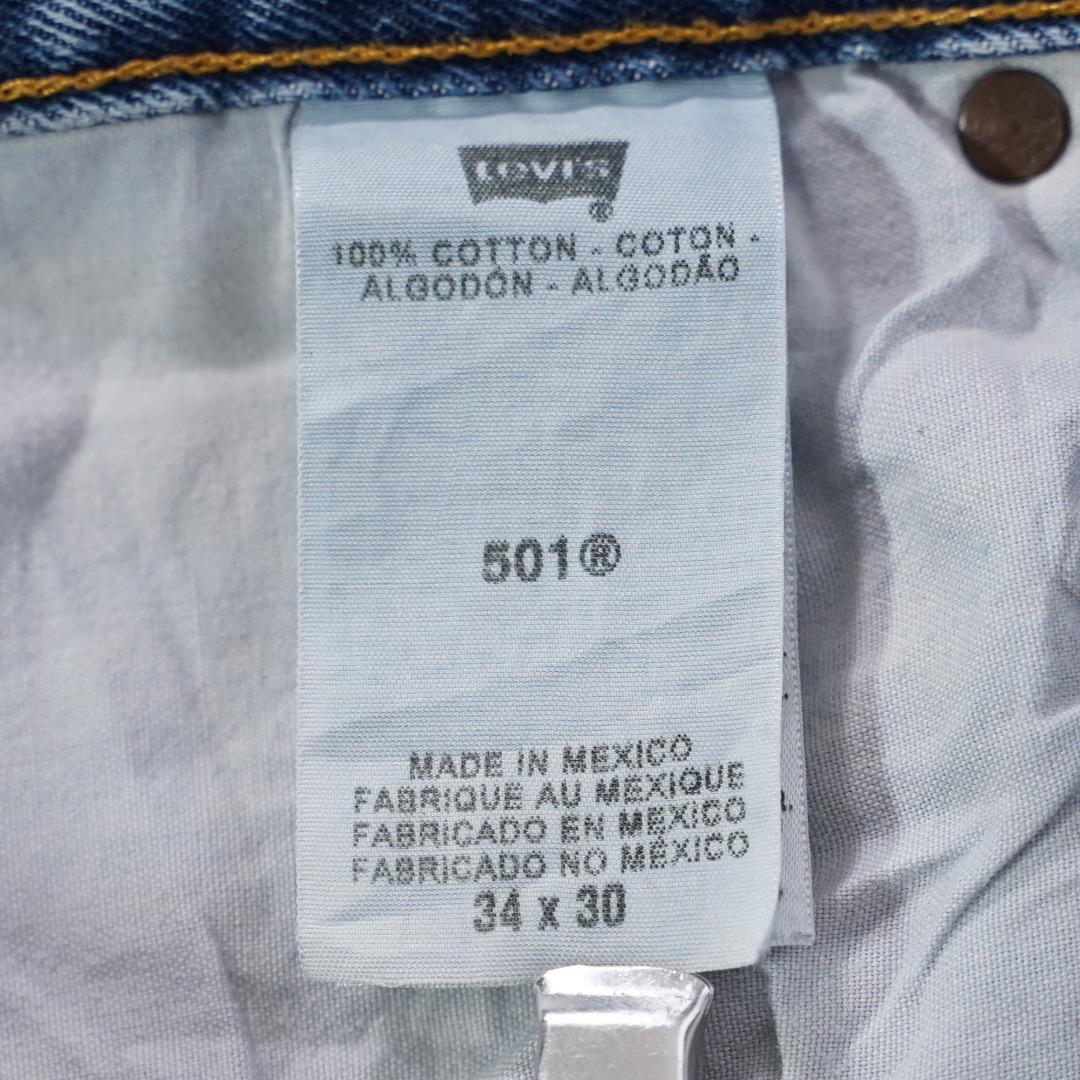 Levi's
®
100% COTTON - COTON -
ALGODÓN - ALGODÃO
501®
MADE IN MEXICO
FABRIQUE AU MEXIQUE
FABRICADO EN MEXICO
FABRICADO NO MÉXICO
34 x 30